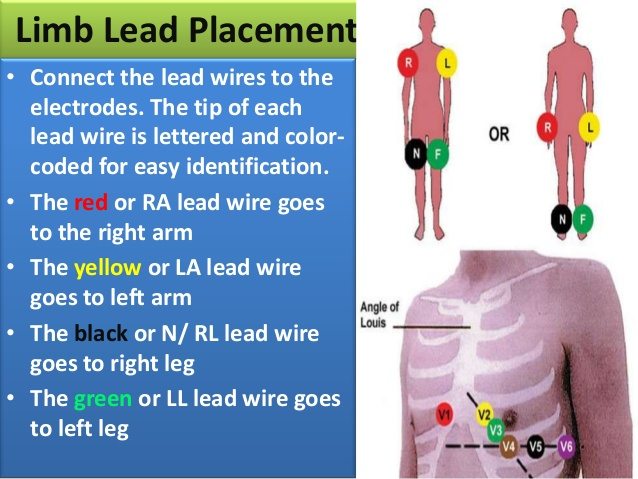 Limb Lead Placement
• Connect the lead wires to the
electrodes. The tip of each
lead wire is lettered and color-
coded for easy identification.
• The red or RA lead wire goes
to the right arm
• The yellow or LA lead wire
goes to left arm
• The black or N/ RL lead wire
goes to right leg
• The green or LL lead wire goes
to left leg
R L
N F
OR
R L
N F
Angle of
Louis
V1 V2
V3
V4 V5 V6